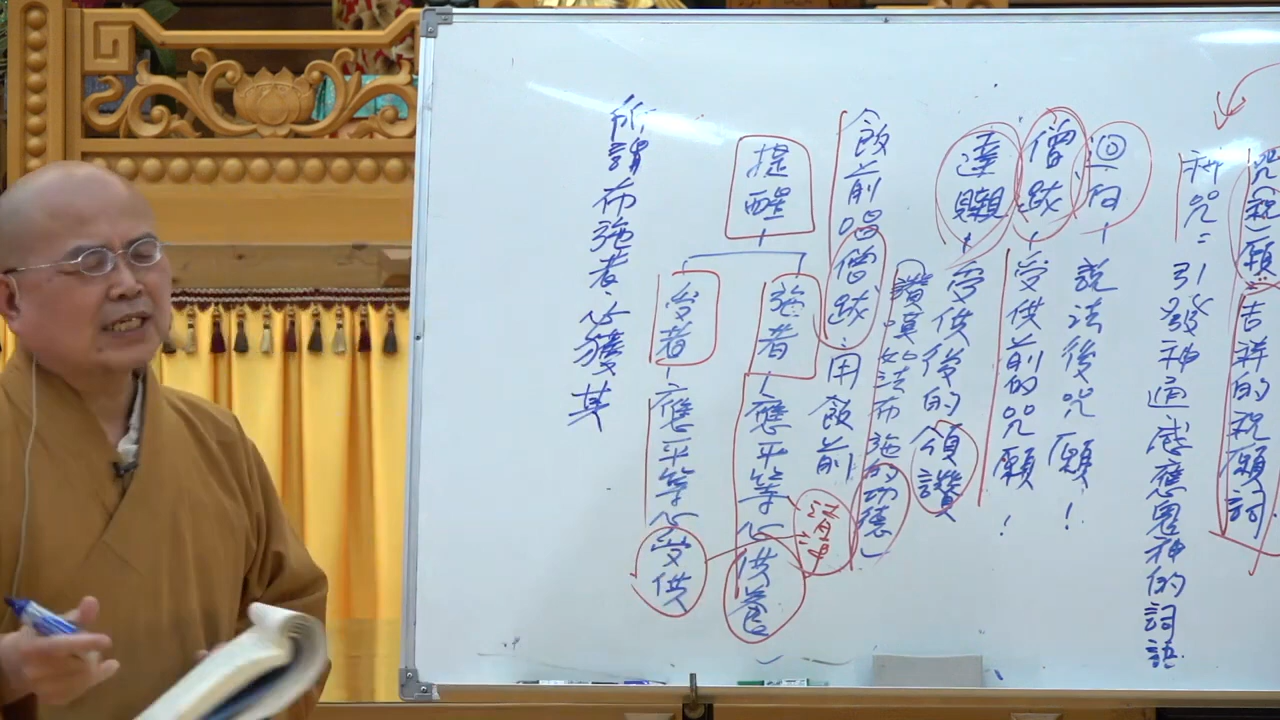 咒(祝)願：吉祥的祝願詞
神咒：引發神通感應鬼神的詞語
迴向－說法後咒願！
僧跋－受供前的咒願！
達嚫－受供後的頌讚
(讚嘆如法布施的功德)
飯前唱僧跋用飯前
提醒
施者－應平等心供養
清淨
受者－應平等心受供
所謂布施者必獲其